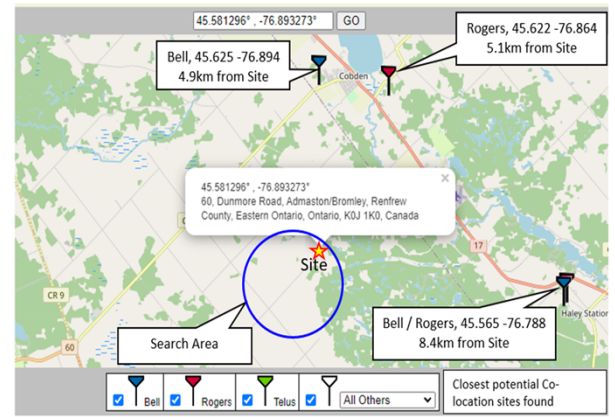 45.581296° , -76.893273°
GO
Rogers, 45.622 -76.864
5.1km from Site
Bell, 45.625 -76.894
4.9km from Site
Cobden
45.581296° , -76.893273°
×
60, Dunmore Road, Admaston/Bromley, Renfrew
County, Eastern Ontario, Ontario, K0J 1K0, Canada
C
17
Site
CR 9
Haley Station
Bell / Rogers, 45.565 -76.788
8.4km from Site
Search Area
60
Bell
Rogers
Telus
All Others
Closest potential Co-
location sites found